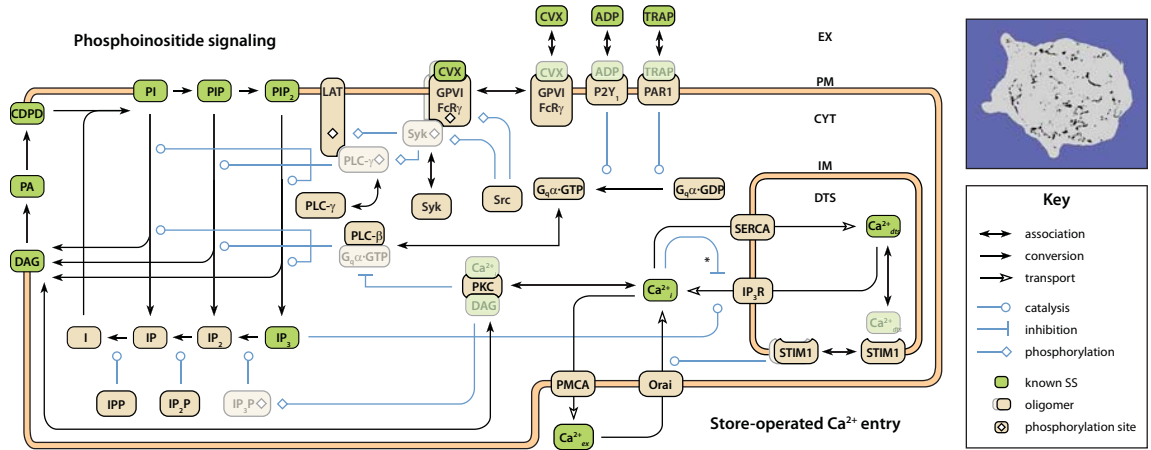 Phosphoinositide signaling
CVX ADP TRAP
EX
CVX CVX ADP TRAP
PI PIP PIP₂ LAT GPVI FcRγ GPVI FcRγ P2Y₁ PAR1 PM
CDPD
CYT
Syk
PLC-γ
IM
PA PLC-γ Syk Src Gqα·GTP Gqα·GDP DTS
SERCA Ca²⁺dts
PLC-β
Gqα·GTP
DAG
*
Ca²⁺
PKC
DAG
Ca²⁺i IP₃R
Ca²⁺dts
I IP IP₂ IP₃
STIM1 STIM1
PMCA Orai
IPP IP₂P IP₃P
Ca²⁺ex
Store-operated Ca²⁺ entry
Key
association
conversion
transport
catalysis
inhibition
phosphorylation
known SS
oligomer
phosphorylation site